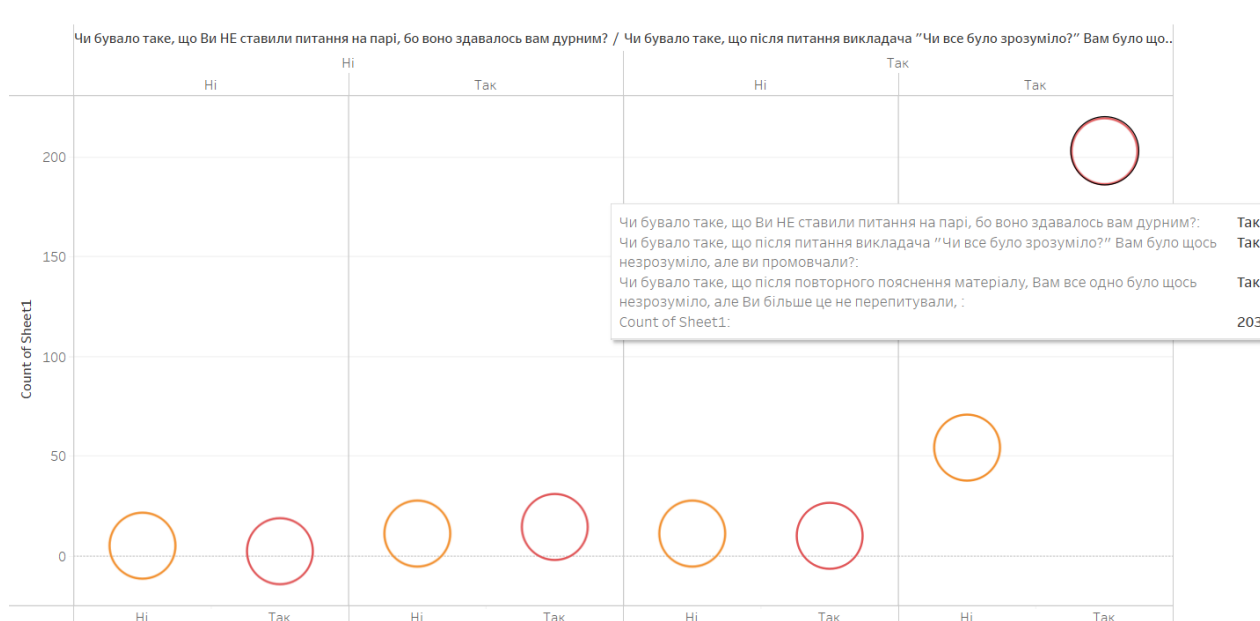 Чи бувало таке, що Ви НЕ ставили питання на парі, бо воно здавалось вам дурним? / Чи бувало таке, що після питання викладача "Чи все було зрозуміло?" Вам було що..
Ні Так
Ні Так Ні Так
200
150
100
50
0
Count of Sheet1
Чи бувало таке, що Ви НЕ ставили питання на парі, бо воно здавалось вам дурним?: Так
Чи бувало таке, що після питання викладача "Чи все було зрозуміло?" Вам було щось Так
незрозуміло, але ви промовчали?:
Чи бувало таке, що після повторного пояснення матеріалу, Вам все одно було щось Так
незрозуміло, але Ви більше це не перепитували, :
Count of Sheet1: 203
Ні Так Ні Так Ні Так Ні Так